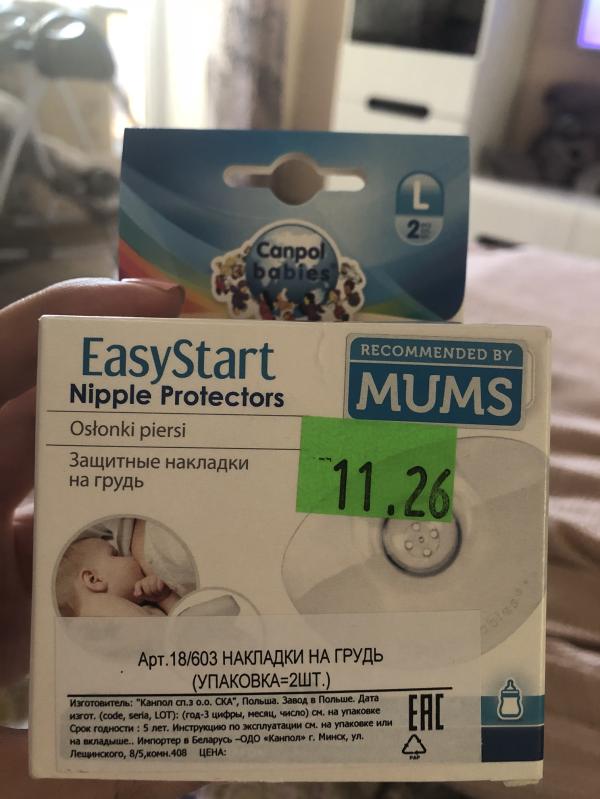 L
2
Canpol
babies
EasyStart
Nipple Protectors
RECOMMENDED BY
MUMS
Osłonki piersi
Защитные накладки
на грудь
11.26
Арт.18/603 НАКЛАДКИ НА ГРУДЬ
(УПАКОВКА=2ШТ.)
Изготовитель: "Канпол сп.з о.о. СКА", Польша. Завод в Польше. Дата
изгот. (code, seria, LOT): (год-3 цифры, месяц, число) см. на упаковке
Срок годности : 5 лет. Инструкцию по эксплуатации см. на упаковке или
на вкладыше.. Импортер в Беларусь –ОДО «Канпол» г. Минск, ул.
Лещинского, 8/5,комн.408 ЦЕНА:
EAC
PAP